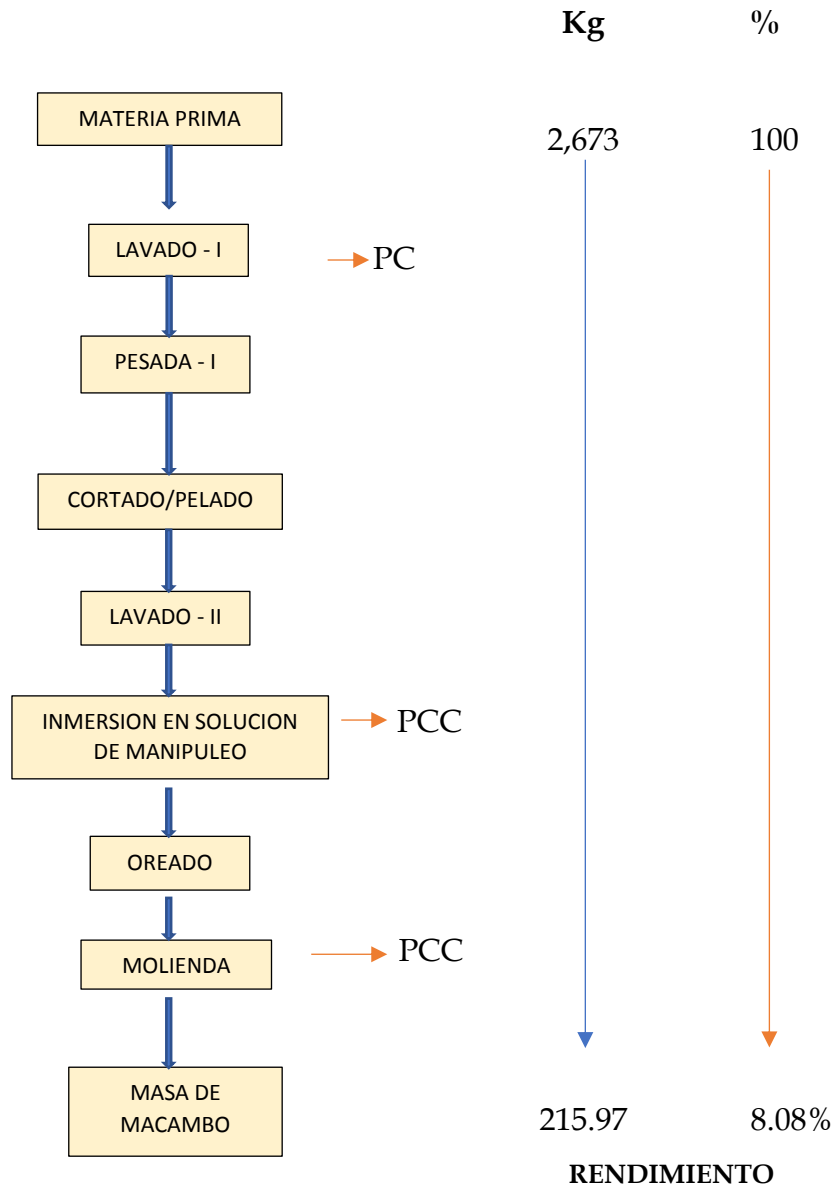 Kg %
MATERIA PRIMA
2,673 100
LAVADO - I
PC
PESADA - I
CORTADO/PELADO
LAVADO - II
INMERSION EN SOLUCION
DE MANIPULEO
PCC
OREADO
MOLIENDA
PCC
MASA DE
MACAMBO
215.97 8.08%
RENDIMIENTO